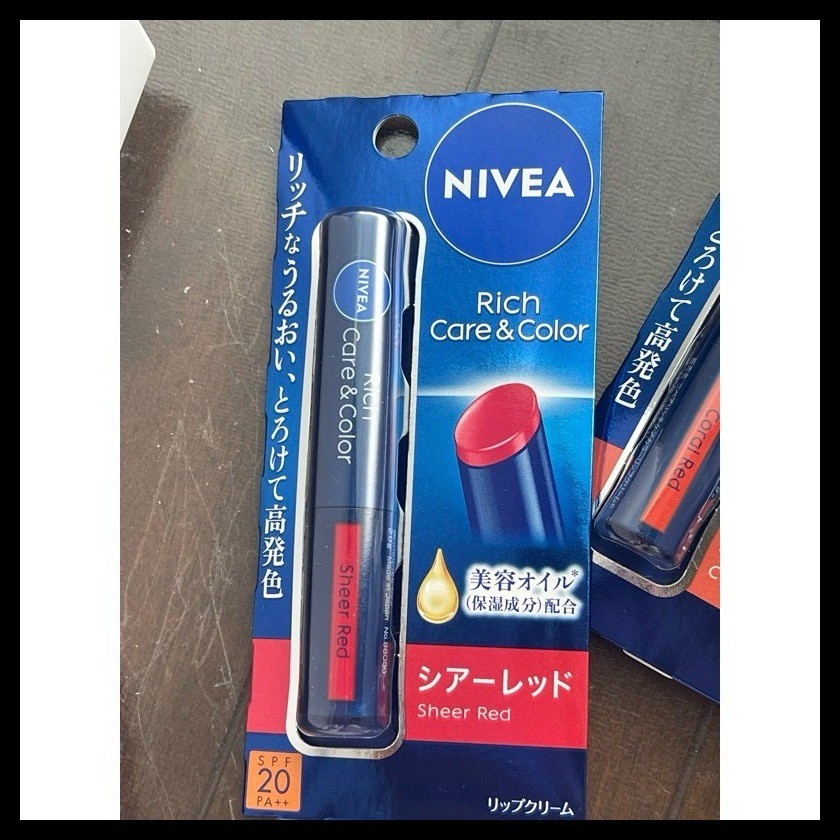 NIVEA
Rich
Care & Color
リッチなうるおい、とろけて高発色
NIVEA
Rich
Care & Color
Sheer Red
Made in Japan
美容オイル*
(保湿成分)配合
シアーレッド
Sheer Red
SPF
20
PA++
リップクリーム
とろけて高発色
Coral Red